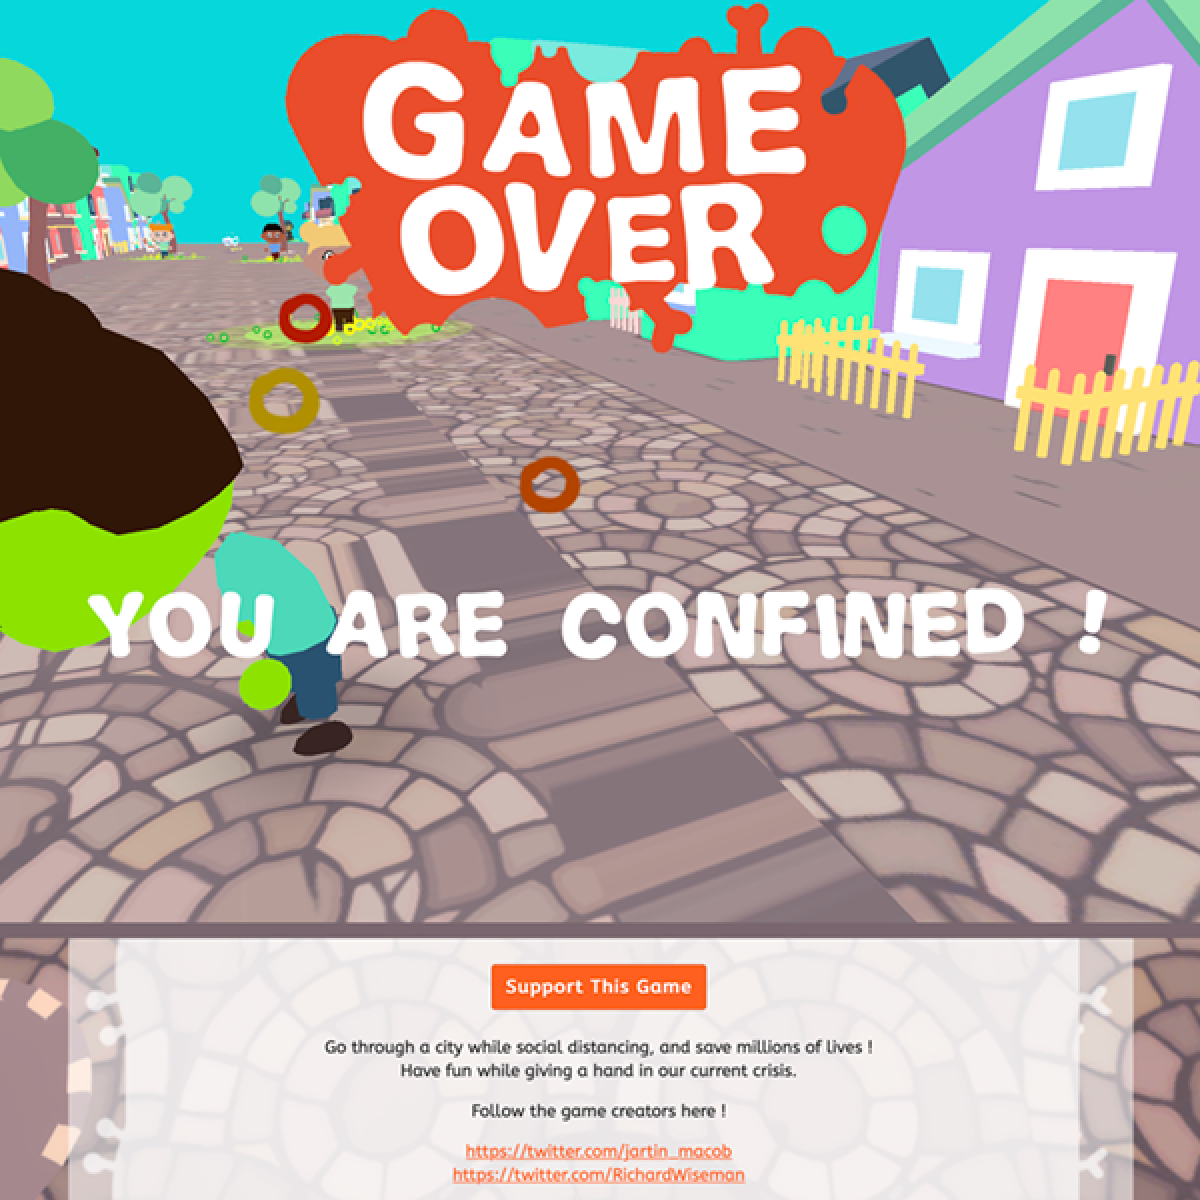 GAME
OVER
YOU ARE CONFINED !
Support This Game
Go through a city while social distancing, and save millions of lives !
Have fun while giving a hand in our current crisis.
Follow the game creators here !
https://twitter.com/jartin_macob
https://twitter.com/RichardWiseman